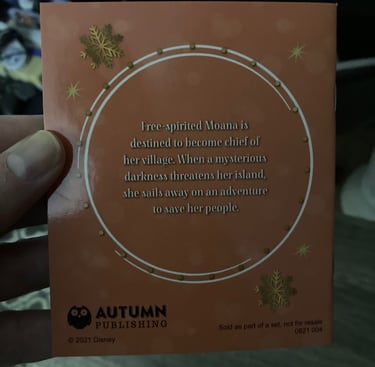 Free-spirited Moana is
destined to become chief of
her village. When a mysterious
darkness threatens her island,
she sails away on an adventure
to save her people.
AUTUMN
PUBLISHING
© 2021 Disney
Sold as part of a set, not for resale
0821 004